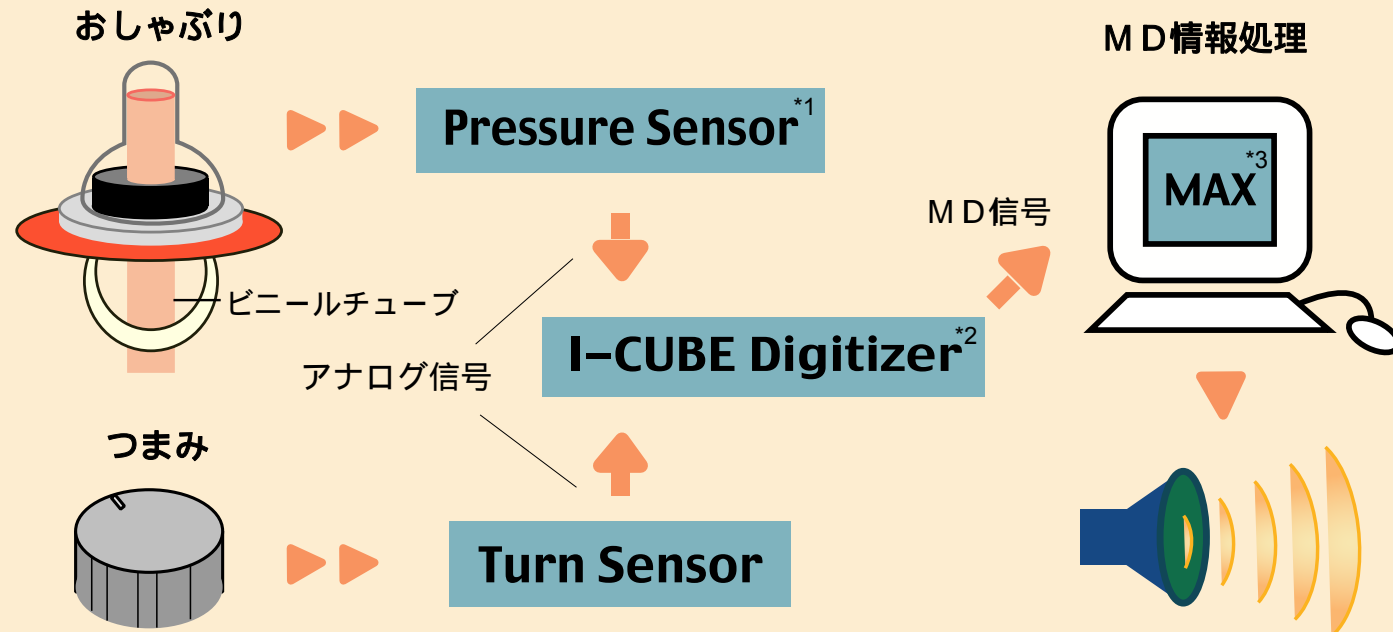 おしゃぶり
ＭＤ情報処理
Pressure Sensor*1
MAX*3
ＭＤ信号
ビニールチューブ
I−CUBE Digitizer*2
アナログ信号
つまみ
Turn Sensor